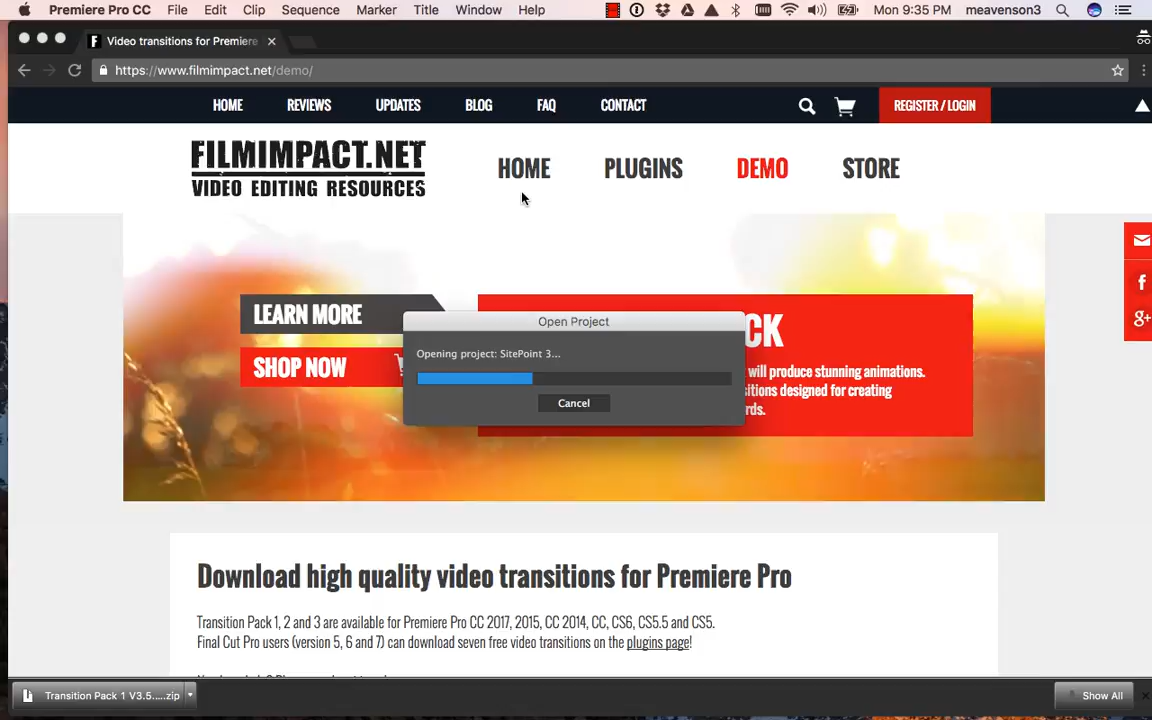 Premiere Pro CC File Edit Clip Sequence Marker Title Window Help Mon 9:35 PM meavenson3
Video transitions for Premiere
https://www.filmimpact.net/demo/
HOME REVIEWS UPDATES BLOG FAQ CONTACT REGISTER / LOGIN
FILMIMPACT.NET
VIDEO EDITING RESOURCES
HOME PLUGINS DEMO STORE
LEARN MORE
SHOP NOW
CK
will produce stunning animations.
sitions designed for creating
rds.
Open Project
Opening project: SitePoint 3...
Cancel
f
g+
Download high quality video transitions for Premiere Pro
Transition Pack 1, 2 and 3 are available for Premiere Pro CC 2017, 2015, CC 2014, CC, CS6, CS5.5 and CS5.
Final Cut Pro users (version 5, 6 and 7) can download seven free video transitions on the plugins page!
Transition Pack 1 V3.5.....zip
Show All